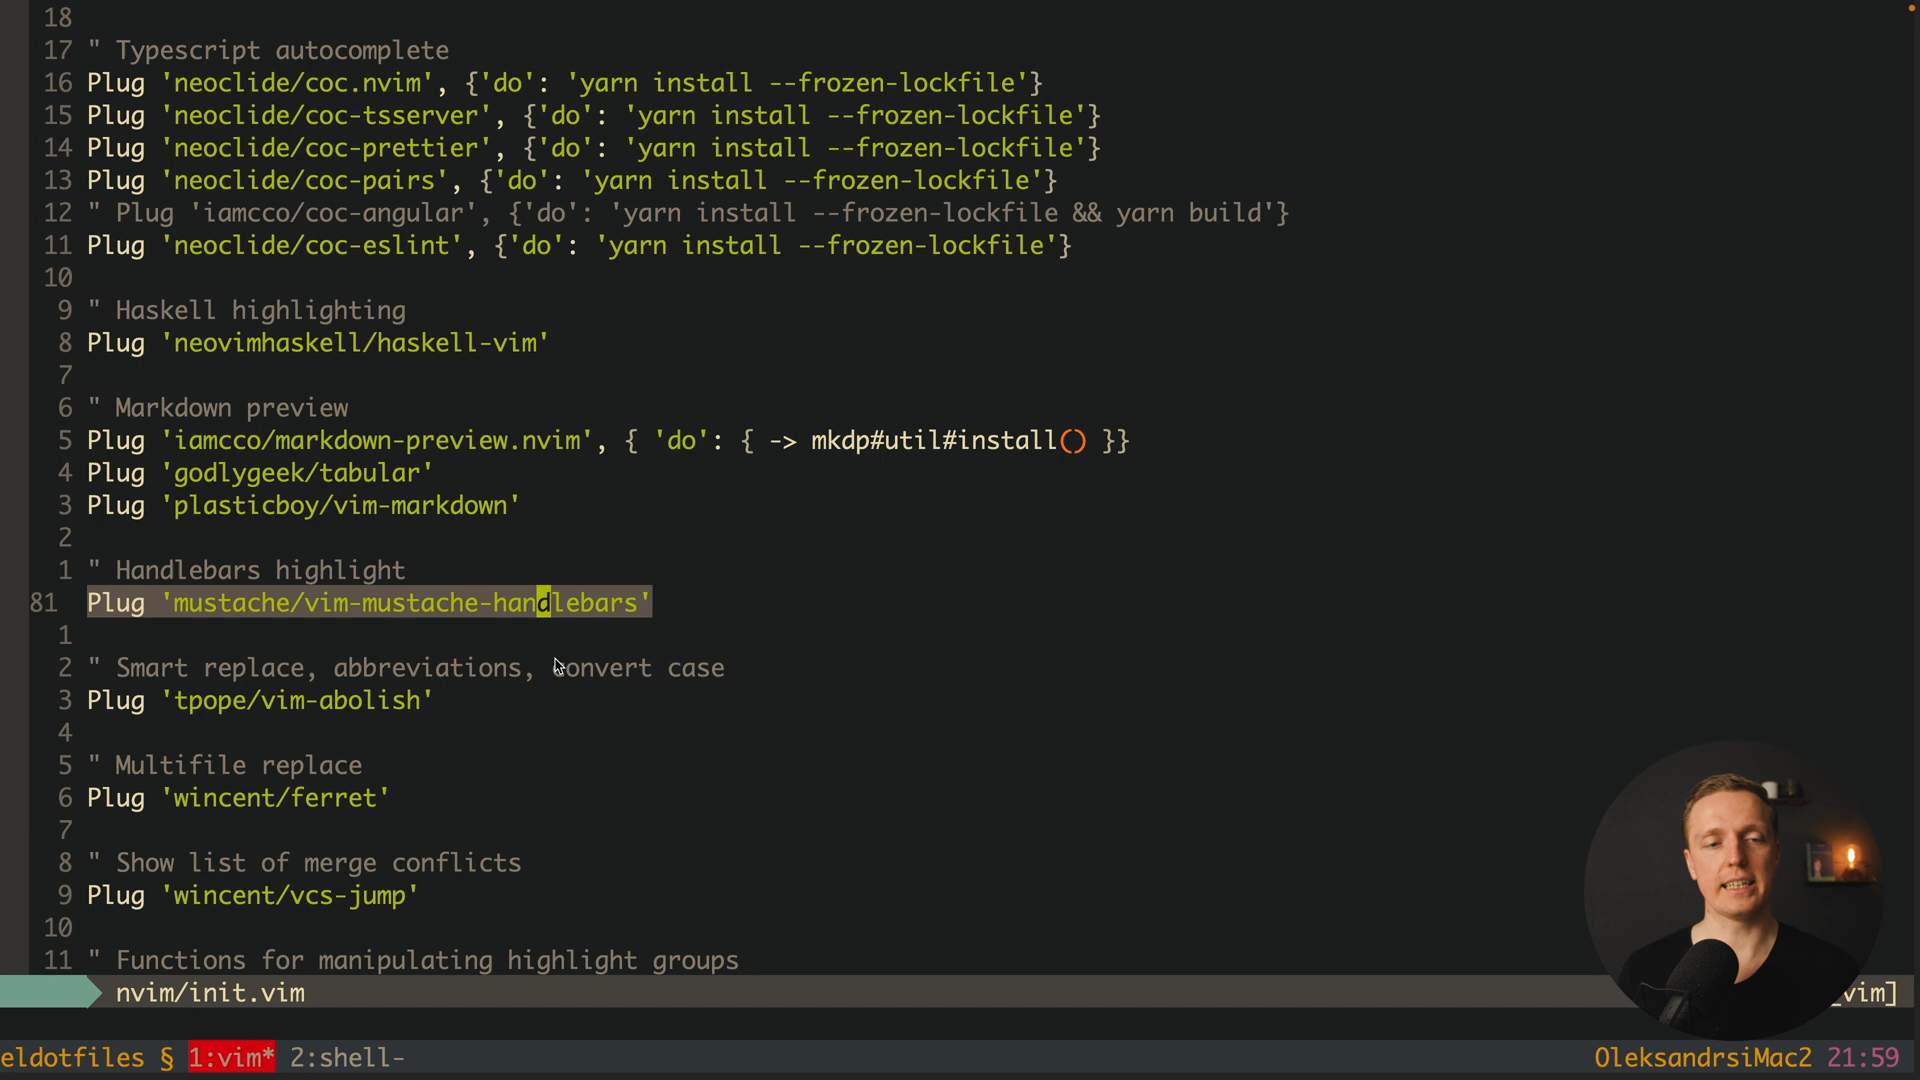 18
17 " Typescript autocomplete
16 Plug 'neoclide/coc.nvim', {'do': 'yarn install --frozen-lockfile'}
15 Plug 'neoclide/coc-tsserver', {'do': 'yarn install --frozen-lockfile'}
14 Plug 'neoclide/coc-prettier', {'do': 'yarn install --frozen-lockfile'}
13 Plug 'neoclide/coc-pairs', {'do': 'yarn install --frozen-lockfile'}
12 " Plug 'iamcco/coc-angular', {'do': 'yarn install --frozen-lockfile && yarn build'}
11 Plug 'neoclide/coc-eslint', {'do': 'yarn install --frozen-lockfile'}
10
9 " Haskell highlighting
8 Plug 'neovimhaskell/haskell-vim'
7
6 " Markdown preview
5 Plug 'iamcco/markdown-preview.nvim', { 'do': { -> mkdp#util#install() }}
4 Plug 'godlygeek/tabular'
3 Plug 'plasticboy/vim-markdown'
2
1 " Handlebars highlight
81 Plug 'mustache/vim-mustache-handlebars'
1
2 " Smart replace, abbreviations, convert case
3 Plug 'tpope/vim-abolish'
4
5 " Multifile replace
6 Plug 'wincent/ferret'
7
8 " Show list of merge conflicts
9 Plug 'wincent/vcs-jump'
10
11 " Functions for manipulating highlight groups
nvim/init.vim vim]
eldotfiles § 1:vim* 2:shell- OleksandrsiMac2 21:59